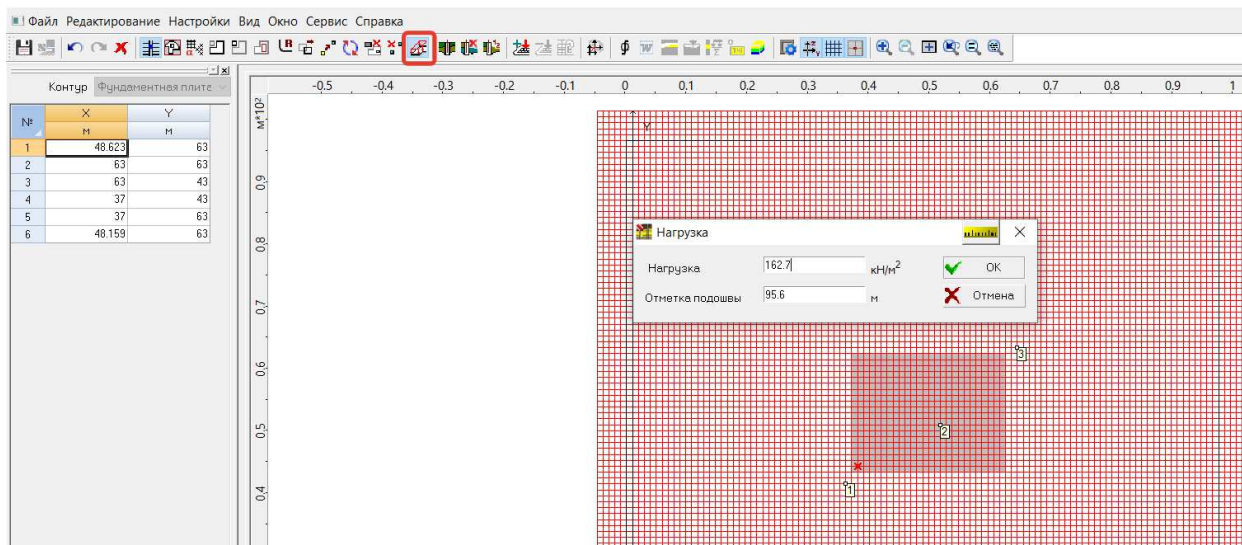 Файл Редактирование Настройки Вид Окно Сервис Справка
Контур Фундаментная плите
№ X Y
м м
1 48.623 63
2 63 63
3 63 43
4 37 43
5 37 63
6 48.159 63
-0.5 -0.4 -0.3 -0.2 -0.1 0 0.1 0.2 0.3 0.4 0.5 0.6 0.7 0.8 0.9 1
м*10²
Y
0.9
0.8
0.7
0.6
0.5
0.4
Нагрузка
Нагрузка 162.7 кН/м² OK
Отметка подошвы 95.6 м Отмена
3
2
1